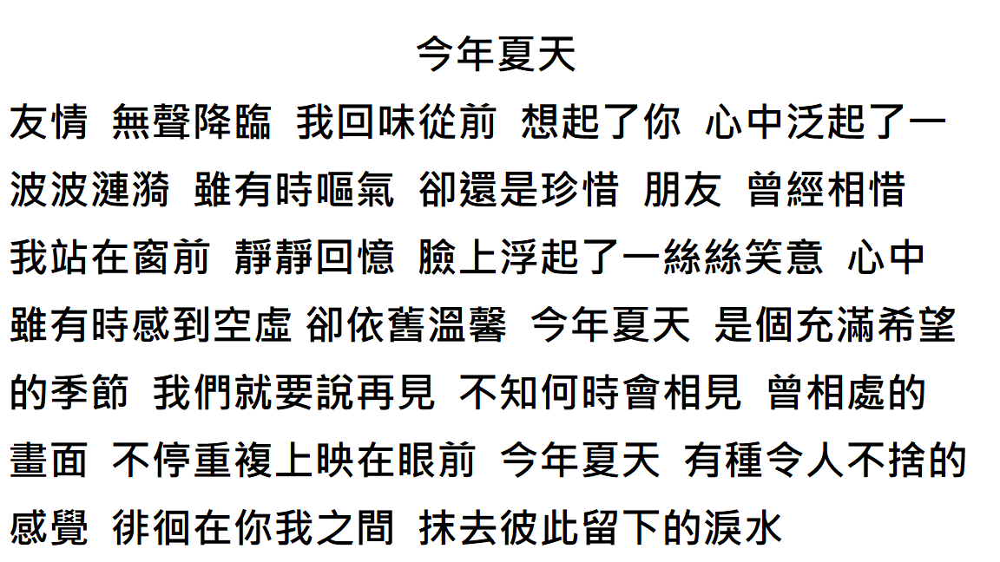 今年夏天
友情 無聲降臨 我回味從前 想起了你 心中泛起了一
波波漣漪 雖有時嘔氣 卻還是珍惜 朋友 曾經相惜
我站在窗前 靜靜回憶 臉上浮起了一絲絲笑意 心中
雖有時感到空虛 卻依舊溫馨 今年夏天 是個充滿希望
的季節 我們就要說再見 不知何時會相見 曾相處的
畫面 不停重複上映在眼前 今年夏天 有種令人不捨的
感覺 徘徊在你我之間 抹去彼此留下的淚水